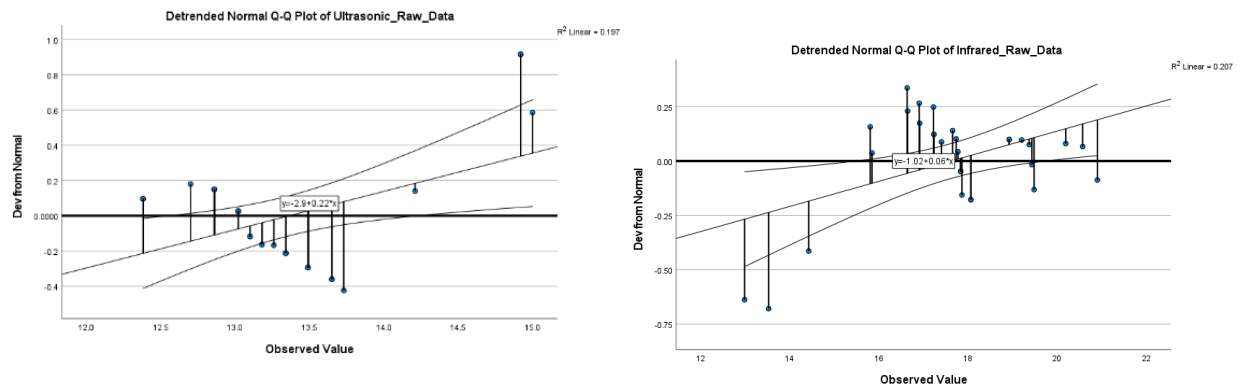 Detrended Normal Q-Q Plot of Ultrasonic_Raw_Data
R2 Linear = 0.197
Dev from Normal
1.0
0.8
0.6
0.4
0.2
0.0000
-0.2
-0.4
y=-2.9+0.22*x
12.0 12.5 13.0 13.5 14.0 14.5 15.0
Observed Value
Detrended Normal Q-Q Plot of Infrared_Raw_Data
R2 Linear = 0.207
Dev from Normal
0.25
0.00
-0.25
-0.50
-0.75
y=-1.02+0.06*x
12 14 16 18 20 22
Observed Value